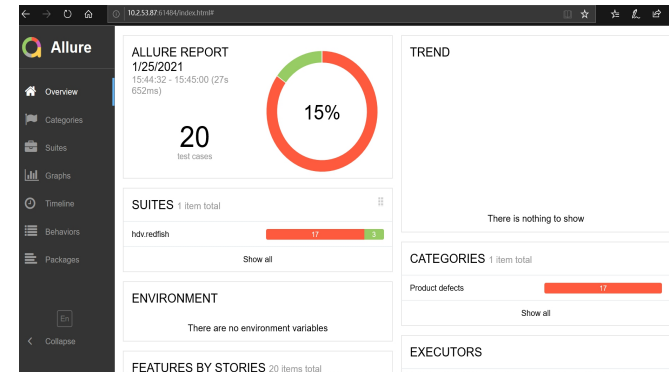 10.2.53.87:61484/index.html#
Allure
Overview
Categories
Suites
Graphs
Timeline
Behaviors
Packages
En
Collapse
ALLURE REPORT
1/25/2021
15:44:32 - 15:45:00 (27s
652ms)
20
test cases
15%
SUITES 1 item total
hdv.redfish 17 3
Show all
ENVIRONMENT
There are no environment variables
FEATURES BY STORIES 20 items total
TREND
There is nothing to show
CATEGORIES 1 item total
Product defects 17
Show all
EXECUTORS